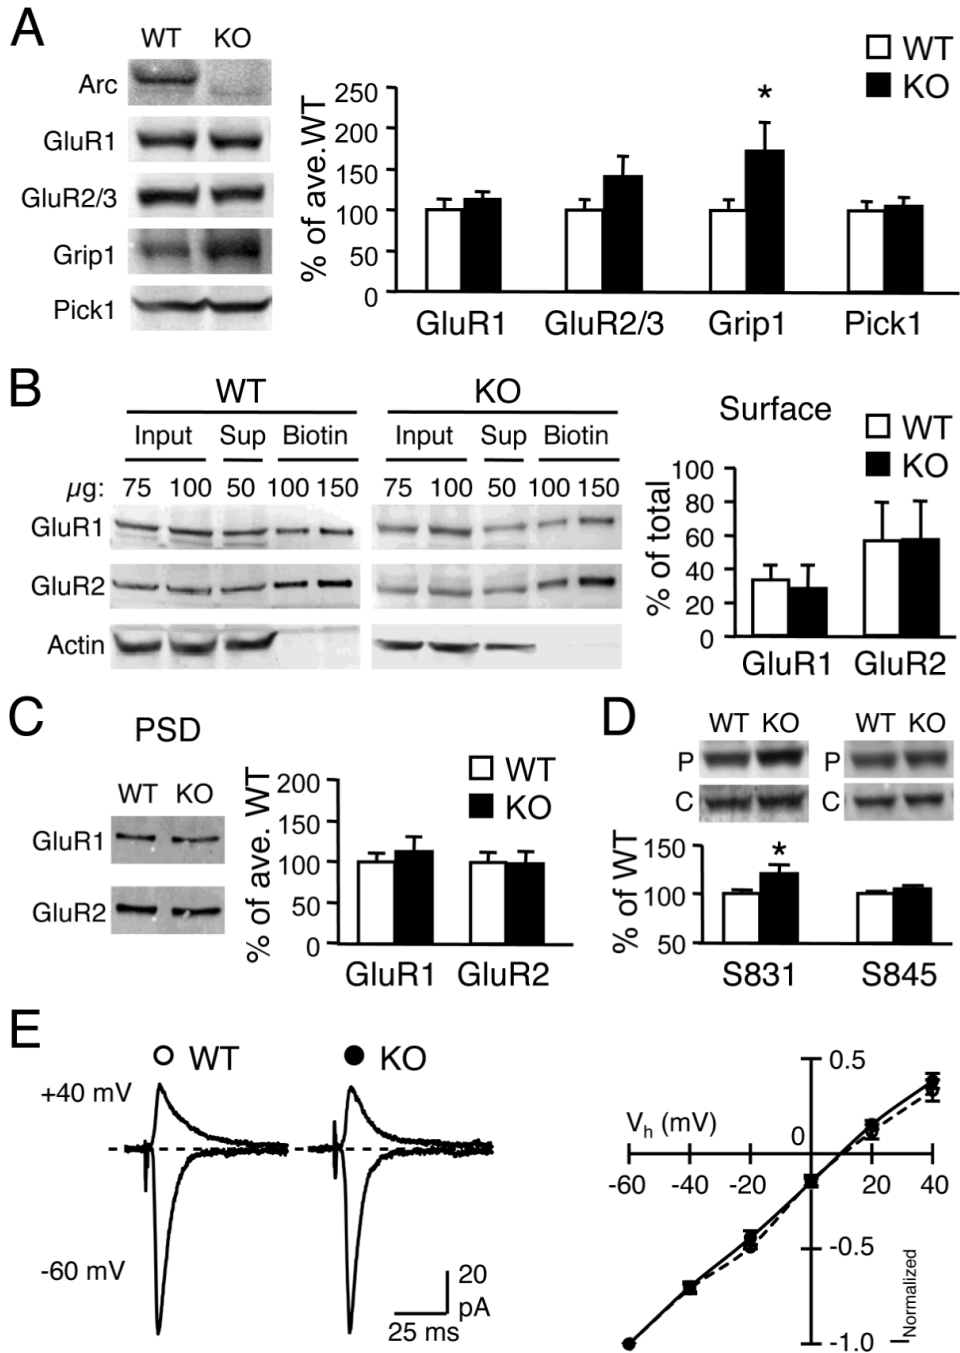 A
WT KO
Arc
GluR1
GluR2/3
Grip1
Pick1
WT
KO
% of ave.WT
250
200
150
100
50
0
*
GluR1 GluR2/3 Grip1 Pick1
B
WT KO
Input Sup Biotin Input Sup Biotin
µg: 75 100 50 100 150 75 100 50 100 150
GluR1
GluR2
Actin
Surface
WT
KO
% of total
100
80
60
40
20
0
GluR1 GluR2
C
PSD
WT KO
GluR1
GluR2
WT
KO
% of ave. WT
200
150
100
50
0
GluR1 GluR2
D
WT KO WT KO
P P
C C
% of WT
150
100
50
*
S831 S845
E
WT KO
+40 mV
-60 mV
20
pA
25 ms
0.5
Vh (mV)
0
-60 -40 -20 20 40
-0.5
-1.0
INormalized